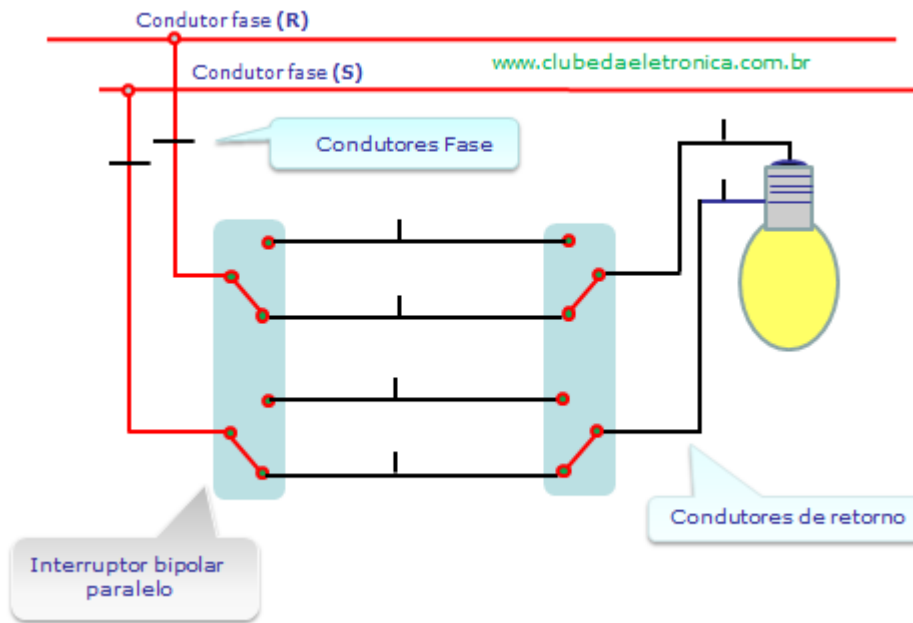 Condutor fase (R)
Condutor fase (S)
www.clubedaeletronica.com.br
Condutores Fase
Condutores de retorno
Interruptor bipolar
paralelo